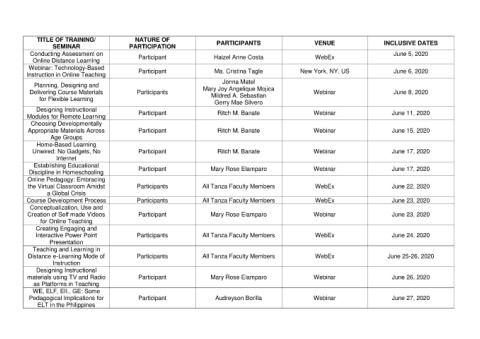 TITLE OF TRAINING/ SEMINAR | NATURE OF PARTICIPATION | PARTICIPANTS | VENUE | INCLUSIVE DATES
Conducting Assessment on Online Distance Learning | Participant | Haizel Anne Costa | WebEx | June 5, 2020
Webinar: Technology-Based Instruction in Online Teaching | Participant | Ms. Cristina Tagle | New York, NY, US | June 6, 2020
Planning, Designing and Delivering Course Materials for Flexible Learning | Participants | Jonna Matel Mary Joy Angelique Mojica Mildred A. Sebastian Gerry Mae Silvero | Webinar | June 8, 2020
Designing Instructional Modules for Remote Learning | Participant | Ritch M. Banate | Webinar | June 11, 2020
Choosing Developmentally Appropriate Materials Across Age Groups | Participant | Ritch M. Banate | Webinar | June 15, 2020
Home-Based Learning Unwired: No Gadgets, No Internet | Participant | Ritch M. Banate | Webinar | June 17, 2020
Establishing Educational Discipline in Homeschooling | Participant | Mary Rose Elamparo | Webinar | June 17, 2020
Online Pedagogy: Embracing the Virtual Classroom Amidst a Global Crisis | Participants | All Tanza Faculty Members | WebEx | June 22, 2020
Course Development Process | Participants | All Tanza Faculty Members | WebEx | June 23, 2020
Conceptualization, Use and Creation of Self made Videos for Online Teaching | Participant | Mary Rose Elamparo | Webinar | June 23, 2020
Creating Engaging and Interactive Power Point Presentation | Participants | All Tanza Faculty Members | WebEx | June 24, 2020
Teaching and Learning in Distance e-Learning Mode of Instruction | Participants | All Tanza Faculty Members | WebEx | June 25-26, 2020
Designing Instructional materials using TV and Radio as Platforms in Teaching | Participant | Mary Rose Elamparo | Webinar | June 26, 2020
WE, ELF, EII, GE: Some Pedagogical Implications for ELT in the Philippines | Participant | Audreyson Borilla | Webinar | June 27, 2020